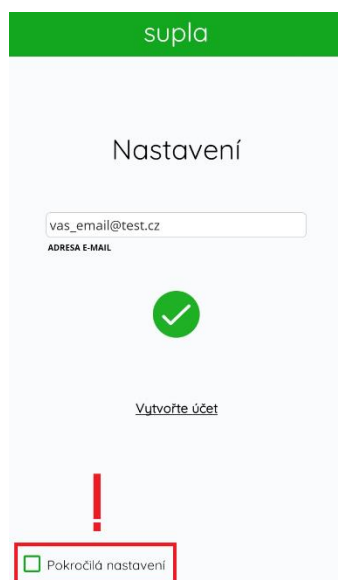 supla
Nastavení
vas_email@test.cz
ADRESA E-MAIL
Vytvořte účet
!
Pokročilá nastavení